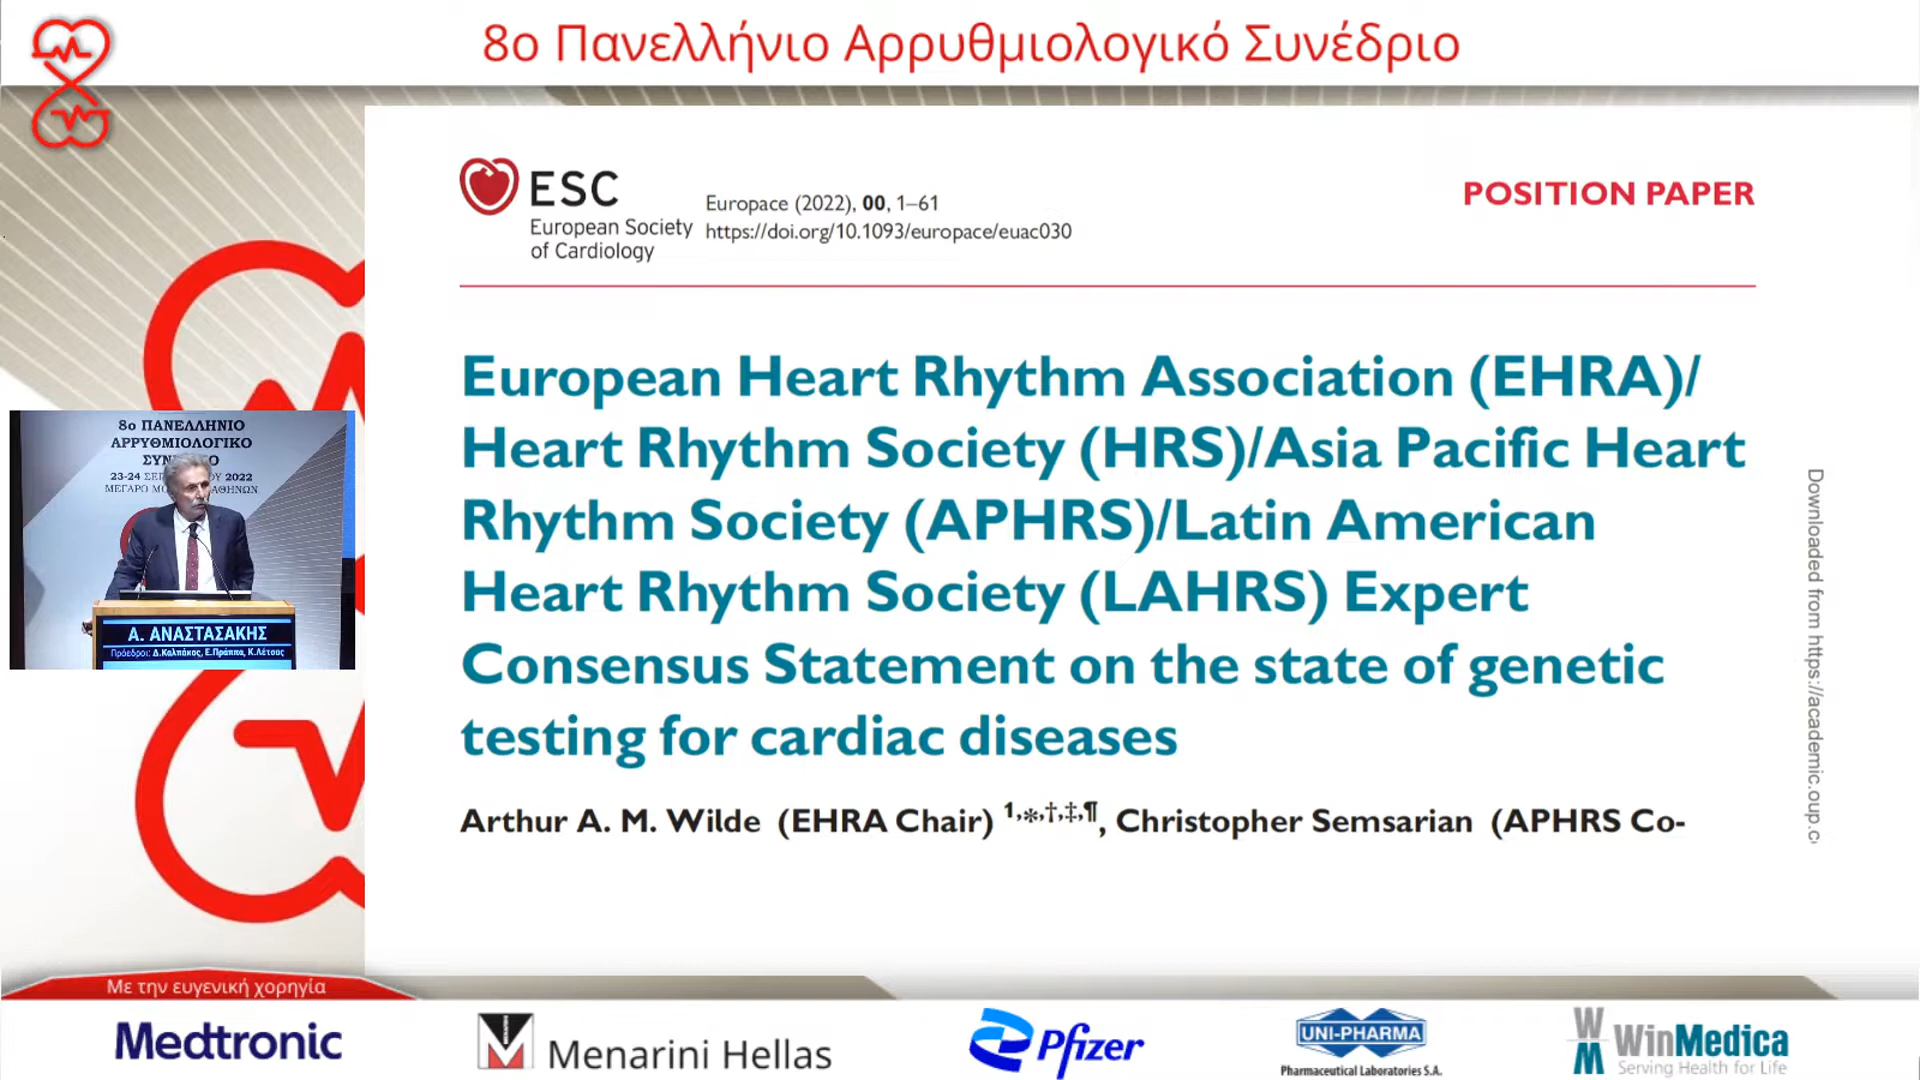 8ο Πανελλήνιο Αρρυθμιολογικό Συνέδριο
ESC
European Society
of Cardiology
Europace (2022), 00, 1–61
https://doi.org/10.1093/europace/euac030
POSITION PAPER
European Heart Rhythm Association (EHRA)/
Heart Rhythm Society (HRS)/Asia Pacific Heart
Rhythm Society (APHRS)/Latin American
Heart Rhythm Society (LAHRS) Expert
Consensus Statement on the state of genetic
testing for cardiac diseases
Arthur A. M. Wilde (EHRA Chair) 1,*,†,‡,¶, Christopher Semsarian (APHRS Co-
Downloaded from https://academic.oup.c
8ο ΠΑΝΕΛΛΗΝΙΟ
ΑΡΡΥΘΜΙΟΛΟΓΙΚΟ
23-24 2022
ΜΕΓΑΡΟ
Α. ΑΝΑΣΤΑΣΑΚΗΣ
Πρόεδροι: Δ.Καλπάκος, Ε.Πράππα, Κ.Λέτσας
Με την ευγενική χορηγία
Medtronic
Menarini Hellas
Pfizer
UNI-PHARMA
Pharmaceutical Laboratories S.A.
WM WinMedica
Serving Health for Life